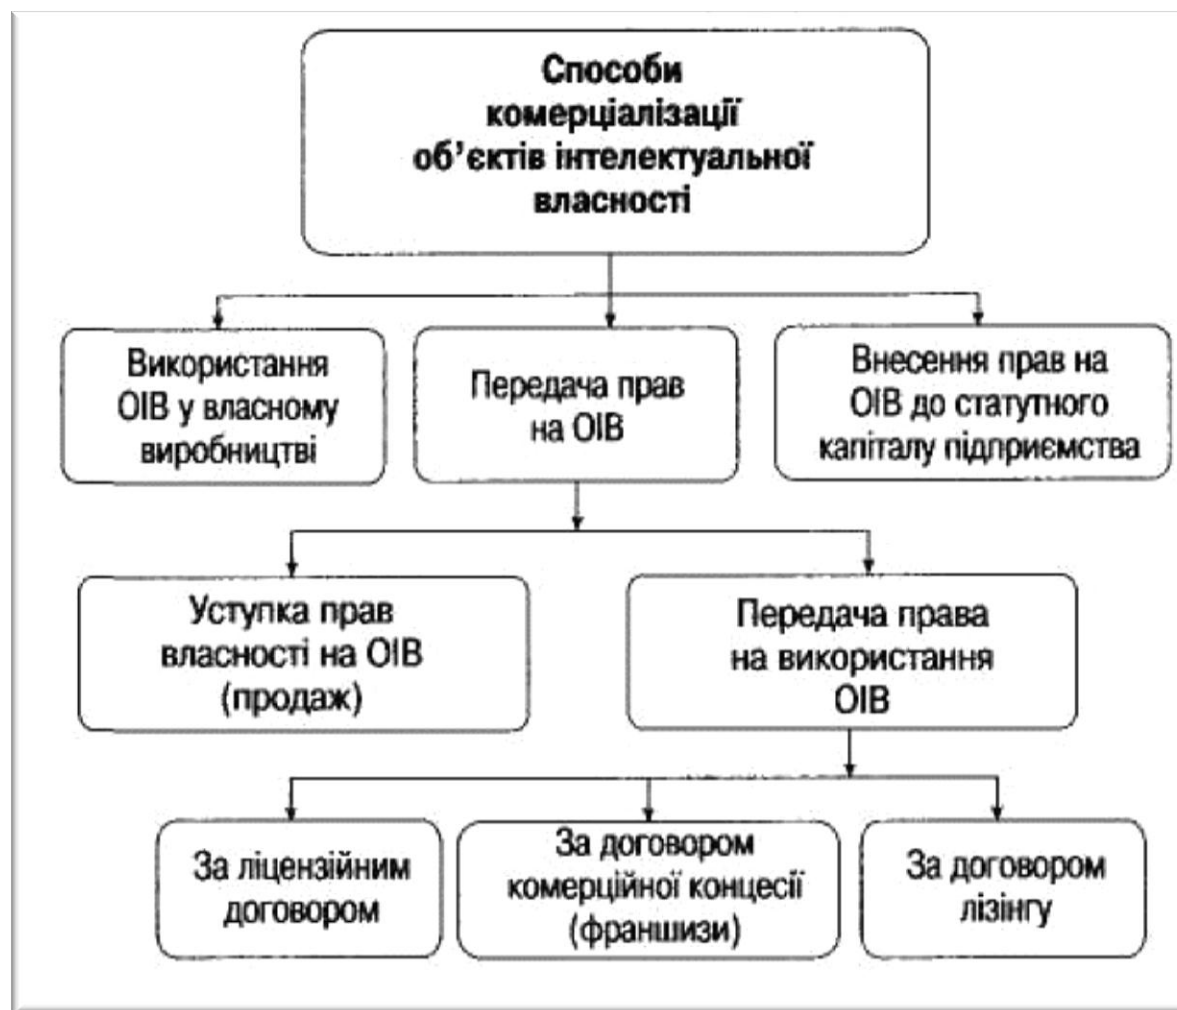 Способи
комерціалізації
об’єктів інтелектуальної
власності
Використання
ОІВ у власному
виробництві
Передача прав
на ОІВ
Внесення прав на
ОІВ до статутного
капіталу підприємства
Уступка прав
власності на ОІВ
(продаж)
Передача права
на використання
ОІВ
За ліцензійним
договором
За договором
комерційної концесії
(франшизи)
За договором
лізінгу